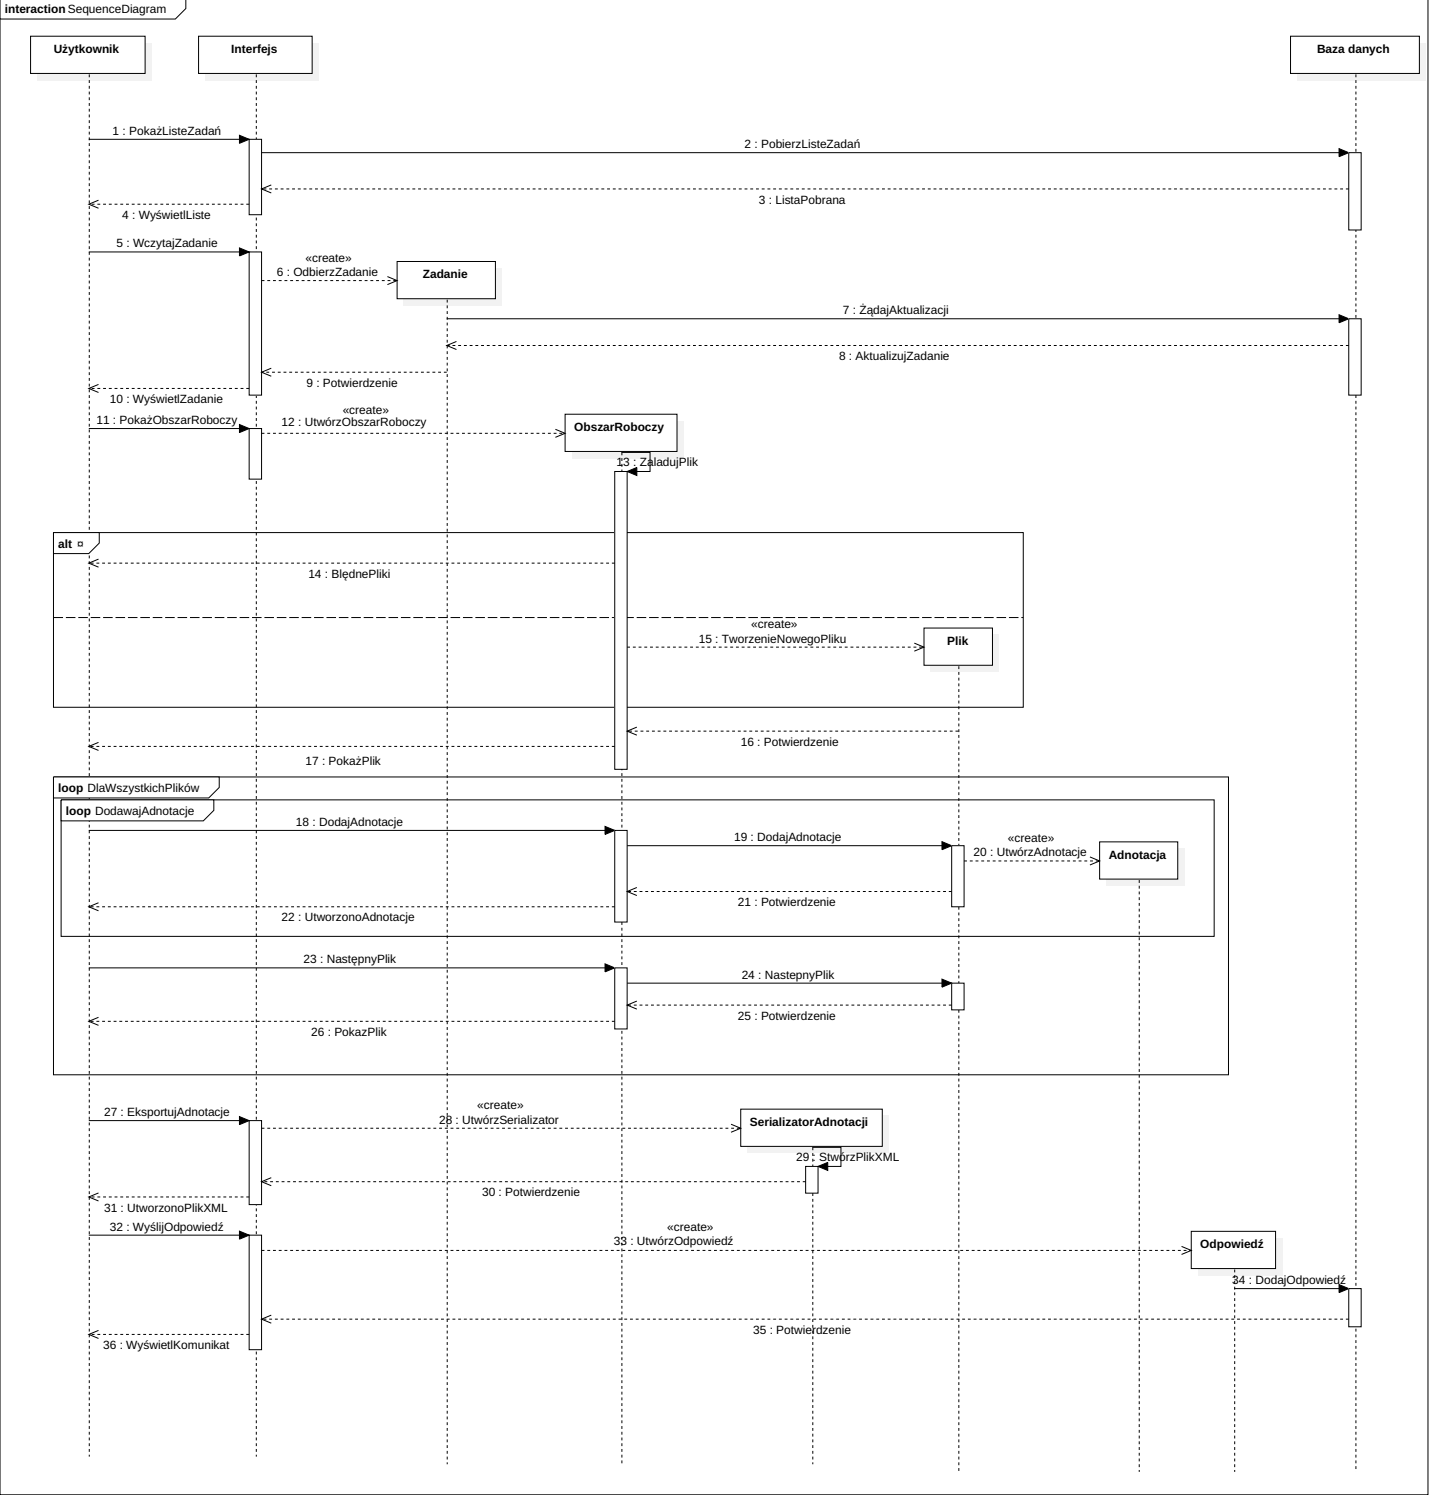 interaction SequenceDiagram
Użytkownik
Interfejs
Baza danych
1 : PokażListeZadań
2 : PobierzListeZadań
3 : ListaPobrana
4 : WyświetlListe
5 : WczytajZadanie
«create»
6 : OdbierzZadanie
Zadanie
7 : ŻądajAktualizacji
8 : AktualizujZadanie
9 : Potwierdzenie
10 : WyświetlZadanie
11 : PokażObszarRoboczy
«create»
12 : UtwórzObszarRoboczy
ObszarRoboczy
13 : ZaladujPlik
alt ¤
14 : BłędnePliki
«create»
15 : TworzenieNowegoPliku
Plik
16 : Potwierdzenie
17 : PokażPlik
loop DlaWszystkichPlików
loop DodawajAdnotacje
18 : DodajAdnotacje
19 : DodajAdnotacje
«create»
20 : UtwórzAdnotacje
Adnotacja
21 : Potwierdzenie
22 : UtworzonoAdnotacje
23 : NastępnyPlik
24 : NastepnyPlik
25 : Potwierdzenie
26 : PokazPlik
27 : EksportujAdnotacje
«create»
28 : UtwórzSerializator
SerializatorAdnotacji
29 : StwórzPlikXML
30 : Potwierdzenie
31 : UtworzonoPlikXML
32 : WyślijOdpowiedź
«create»
33 : UtwórzOdpowiedź
Odpowiedź
34 : DodajOdpowiedź
35 : Potwierdzenie
36 : WyświetlKomunikat